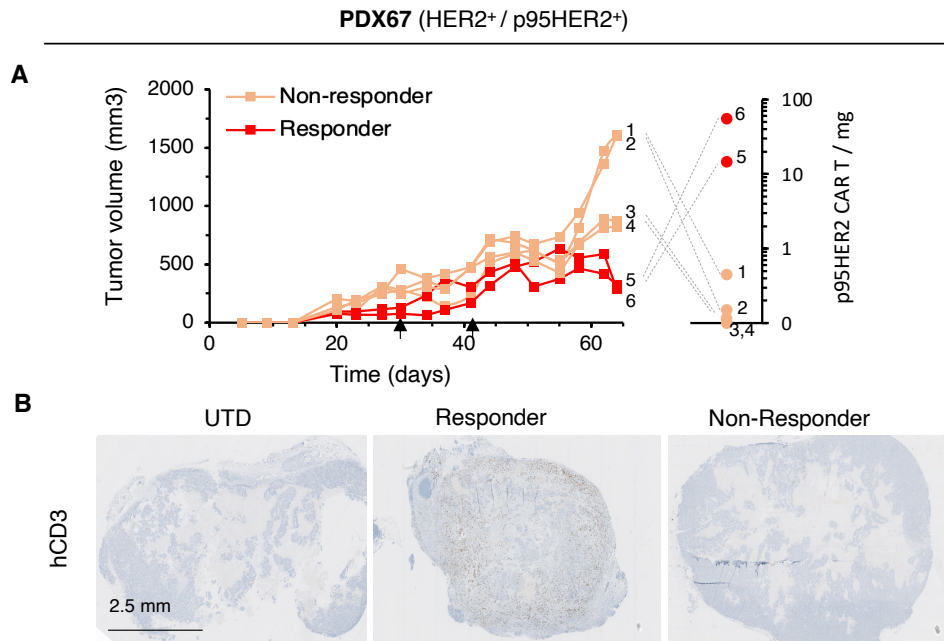 PDX67 (HER2+ / p95HER2+)
A
Tumor volume (mm3)
2000
1500
1000
500
0
Non-responder
Responder
1
2
3
4
5
6
0
20
40
60
Time (days)
6
5
1
2
3,4
100
10
1
0
p95HER2 CAR T / mg
B
UTD
Responder
Non-Responder
hCD3
2.5 mm